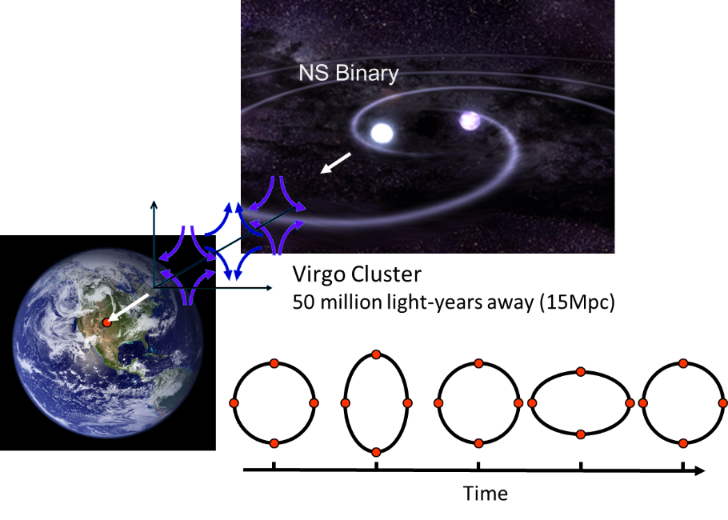 NS Binary
Virgo Cluster
50 million light-years away (15Mpc)
Time